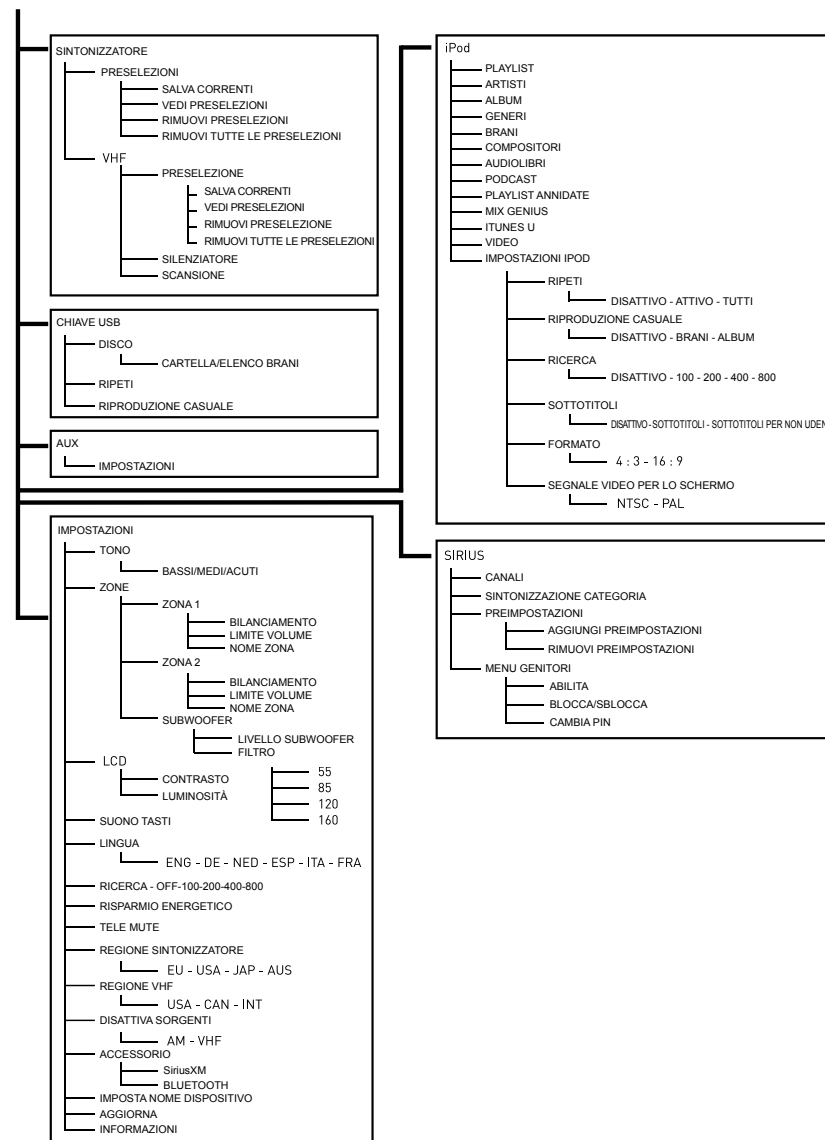 SINTONIZZATORE
PRESELEZIONI
SALVA CORRENTI
VEDI PRESELEZIONI
RIMUOVI PRESELEZIONI
RIMUOVI TUTTE LE PRESELEZIONI
VHF
PRESELEZIONE
SALVA CORRENTI
VEDI PRESELEZIONI
RIMUOVI PRESELEZIONE
RIMUOVI TUTTE LE PRESELEZIONI
SILENZIATORE
SCANSIONE
CHIAVE USB
DISCO
CARTELLA/ELENCO BRANI
RIPETI
RIPRODUZIONE CASUALE
AUX
IMPOSTAZIONI
IMPOSTAZIONI
TONO
BASSI/MEDI/ACUTI
ZONE
ZONA 1
BILANCIAMENTO
LIMITE VOLUME
NOME ZONA
ZONA 2
BILANCIAMENTO
LIMITE VOLUME
NOME ZONA
SUBWOOFER
LIVELLO SUBWOOFER
FILTRO
55
85
120
160
LCD
CONTRASTO
LUMINOSITÀ
SUONO TASTI
LINGUA
ENG - DE - NED - ESP - ITA - FRA
RICERCA - OFF-100-200-400-800
RISPARMIO ENERGETICO
TELE MUTE
REGIONE SINTONIZZATORE
EU - USA - JAP - AUS
REGIONE VHF
USA - CAN - INT
DISATTIVA SORGENTI
AM - VHF
ACCESSORIO
SiriusXM
BLUETOOTH
IMPOSTA NOME DISPOSITIVO
AGGIORNA
INFORMAZIONI
iPod
PLAYLIST
ARTISTI
ALBUM
GENERI
BRANI
COMPOSITORI
AUDIOLIBRI
PODCAST
PLAYLIST ANNIDATE
MIX GENIUS
ITUNES U
VIDEO
IMPOSTAZIONI IPOD
RIPETI
DISATTIVO - ATTIVO - TUTTI
RIPRODUZIONE CASUALE
DISATTIVO - BRANI - ALBUM
RICERCA
DISATTIVO - 100 - 200 - 400 - 800
SOTTOTITOLI
DISATTIVO - SOTTOTITOLI - SOTTOTITOLI PER NON
FORMATO
4 : 3 - 16 : 9
SEGNALE VIDEO PER LO SCHERMO
NTSC - PAL
SIRIUS
CANALI
SINTONIZZAZIONE CATEGORIA
PREIMPOSTAZIONI
AGGIUNGI PREIMPOSTAZIONI
RIMUOVI PREIMPOSTAZIONI
MENU GENITORI
ABILITA
BLOCCA/SBLOCCA
CAMBIA PIN